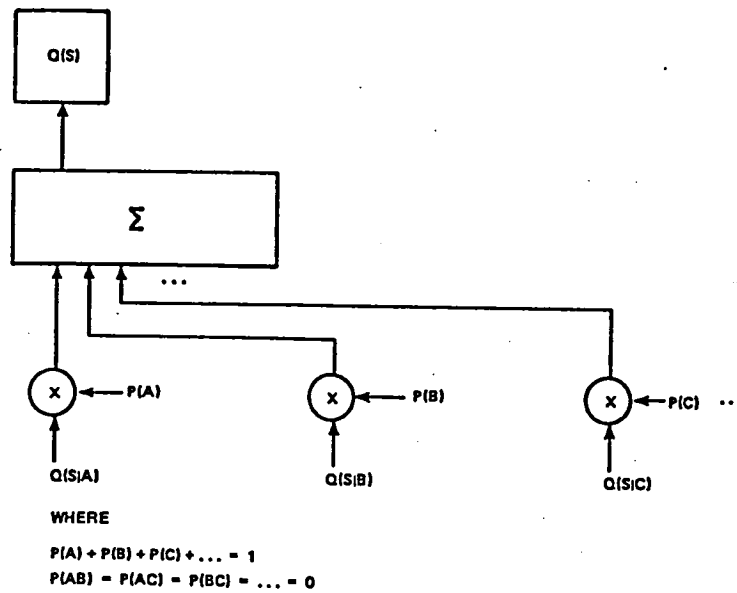 Q(S)
Σ
...
X
P(A)
X
P(B)
X
P(C) ..
Q(S|A)
Q(S|B)
Q(S|C)
WHERE
P(A) + P(B) + P(C) + ... = 1
P(AB) = P(AC) = P(BC) = ... = 0